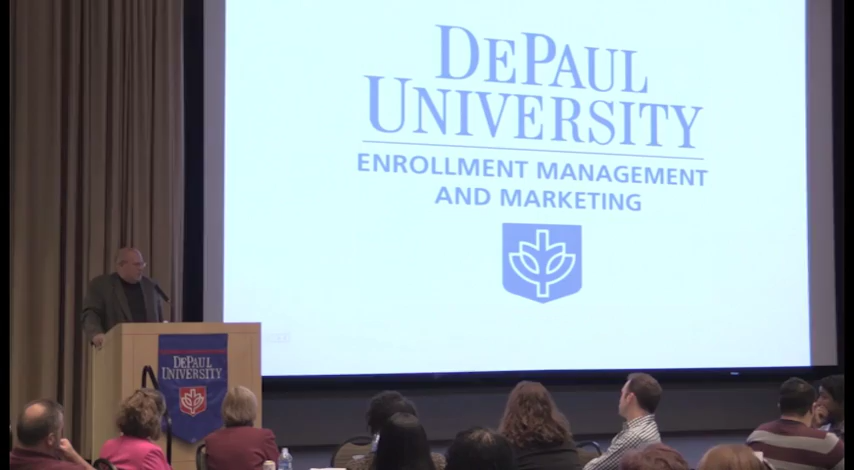 DEPAUL
UNIVERSITY
ENROLLMENT MANAGEMENT
AND MARKETING
DEPAUL
UNIVERSITY